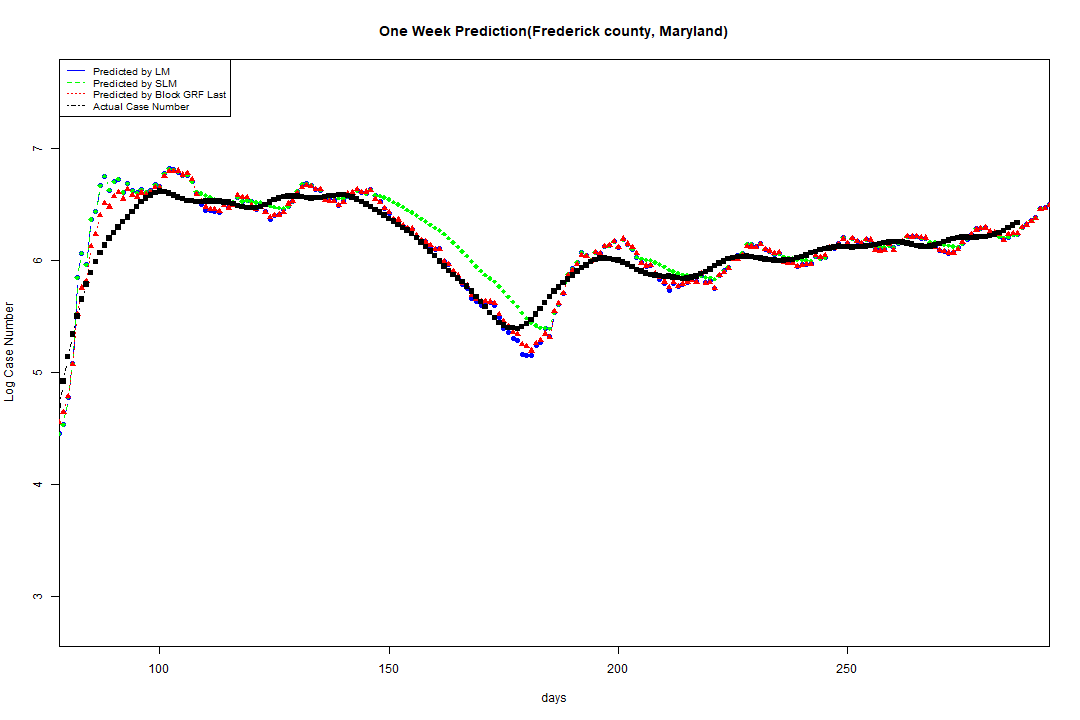 One Week Prediction(Frederick county, Maryland)
Predicted by LM
Predicted by SLM
Predicted by Block GRF Last
Actual Case Number
7
6
5
4
3
Log Case Number
100 150 200 250
days